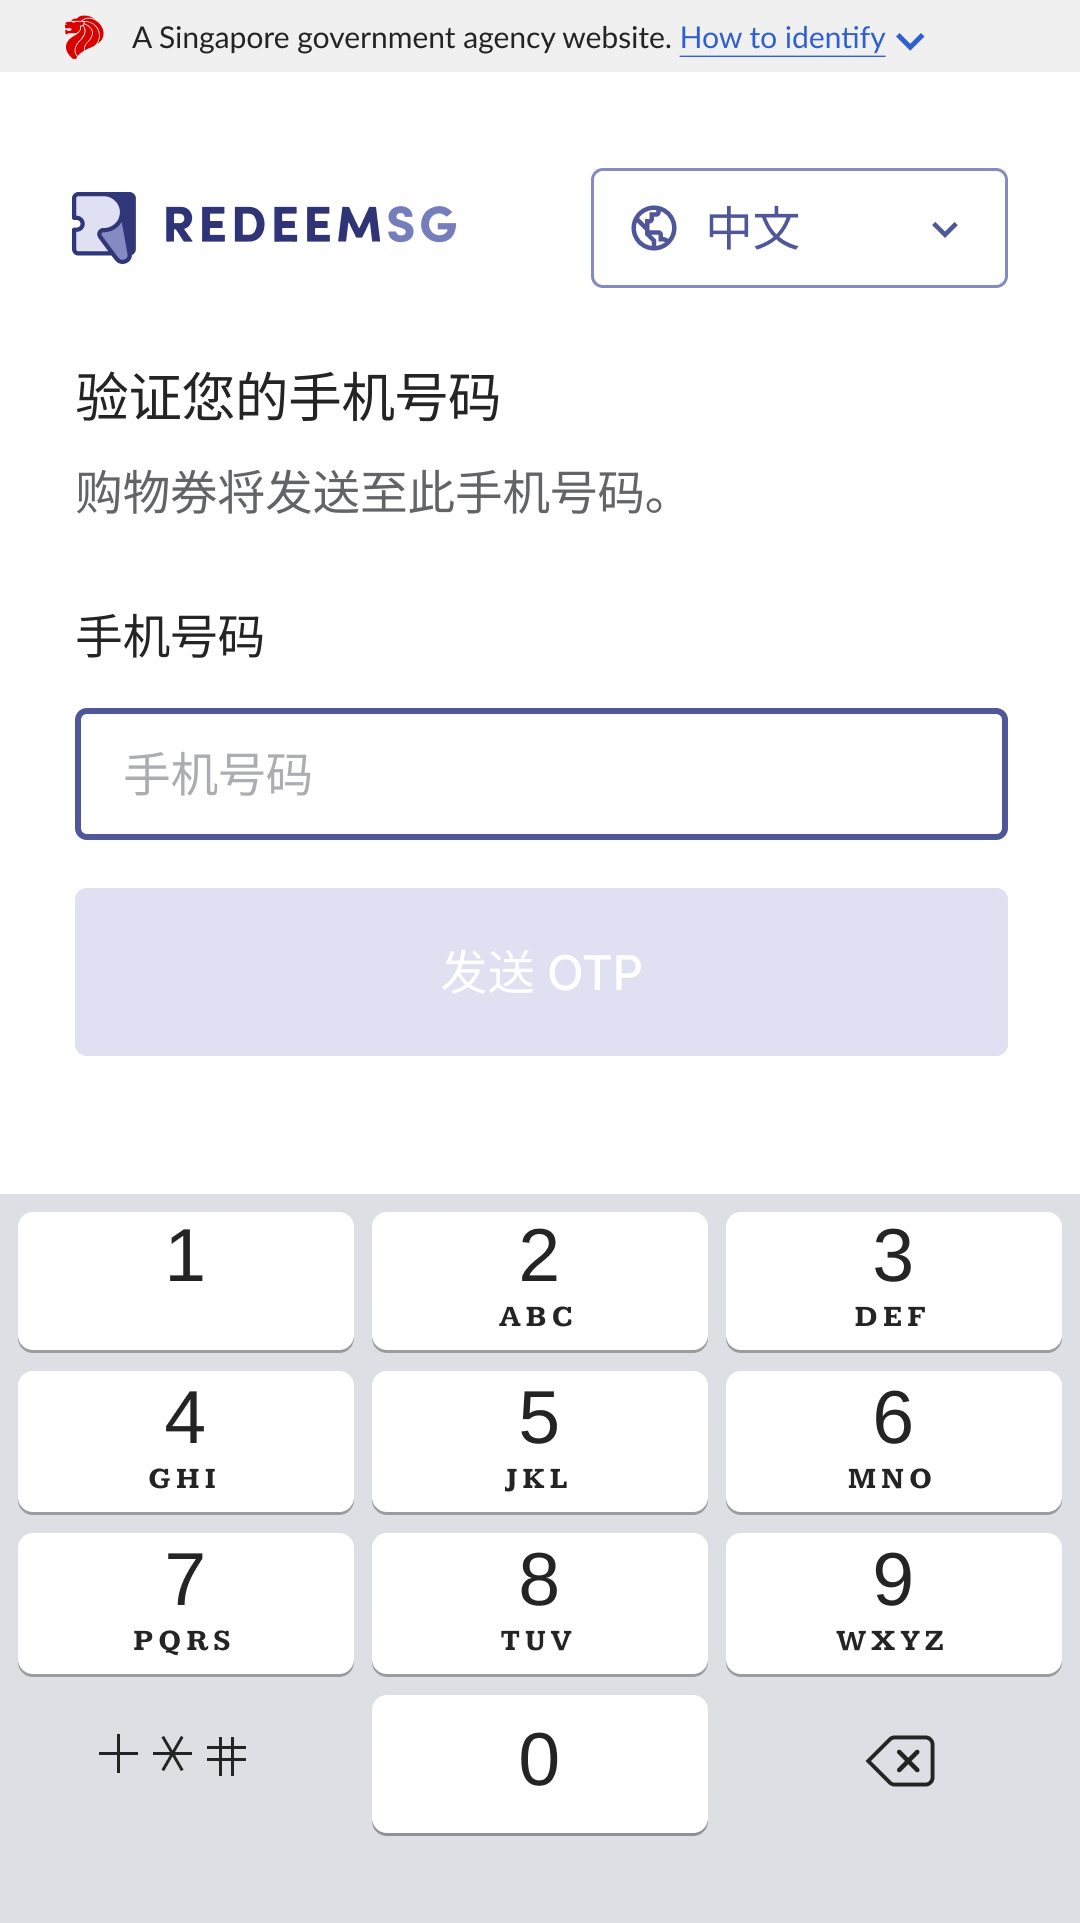 A Singapore government agency website. How to identify
REDEEMSG
中文
验证您的手机号码
购物券将发送至此手机号码。
手机号码
手机号码
发送 OTP
1
2
3
ABC
DEF
4
5
6
GHI
JKL
MNO
7
8
9
PQRS
TUV
WXYZ
+ * #
0